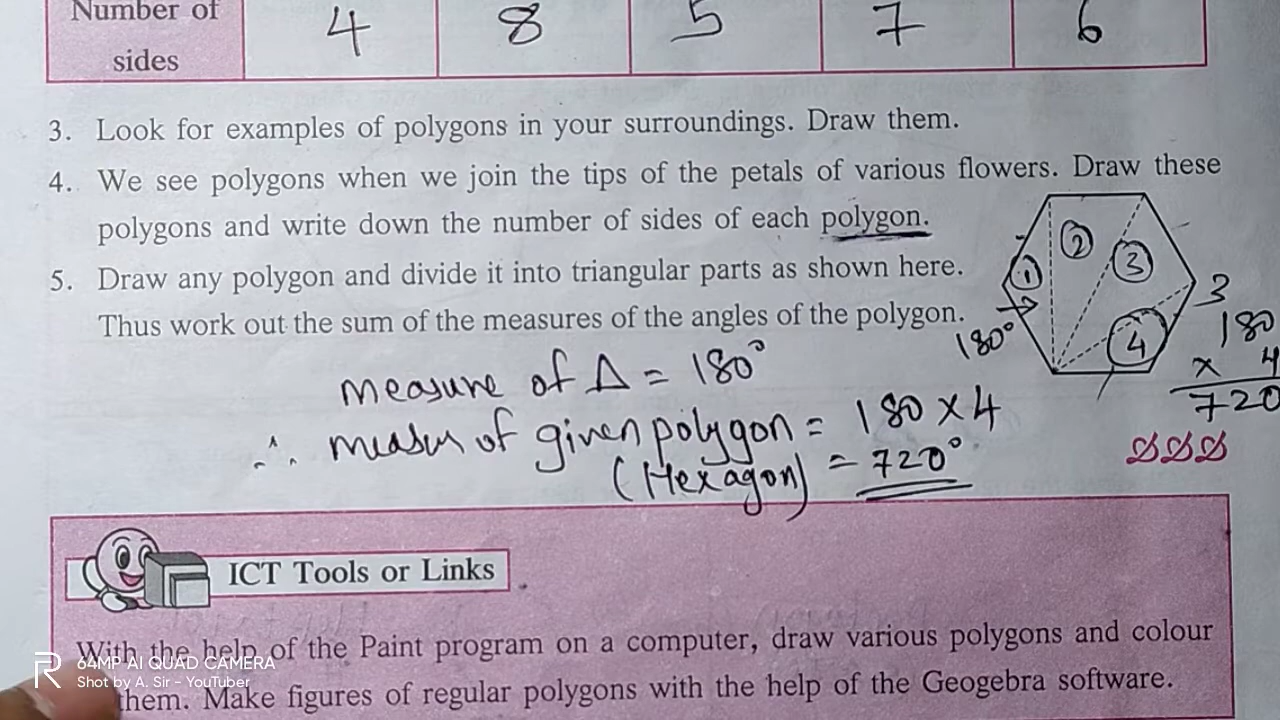 Number of
sides
4 8 5 7 6
3. Look for examples of polygons in your surroundings. Draw them.
4. We see polygons when we join the tips of the petals of various flowers. Draw these
polygons and write down the number of sides of each polygon.
5. Draw any polygon and divide it into triangular parts as shown here.
Thus work out the sum of the measures of the angles of the polygon.
1 2 3 4
180°
3
180
x 4
720
measure of Δ = 180°
∴ measur of given polygon = 180 x 4
(Hexagon) = 720°
ICT Tools or Links
With the help of the Paint program on a computer, draw various polygons and colour
them. Make figures of regular polygons with the help of the Geogebra software.
64MP AI QUAD CAMERA
Shot by A. Sir - YouTuber